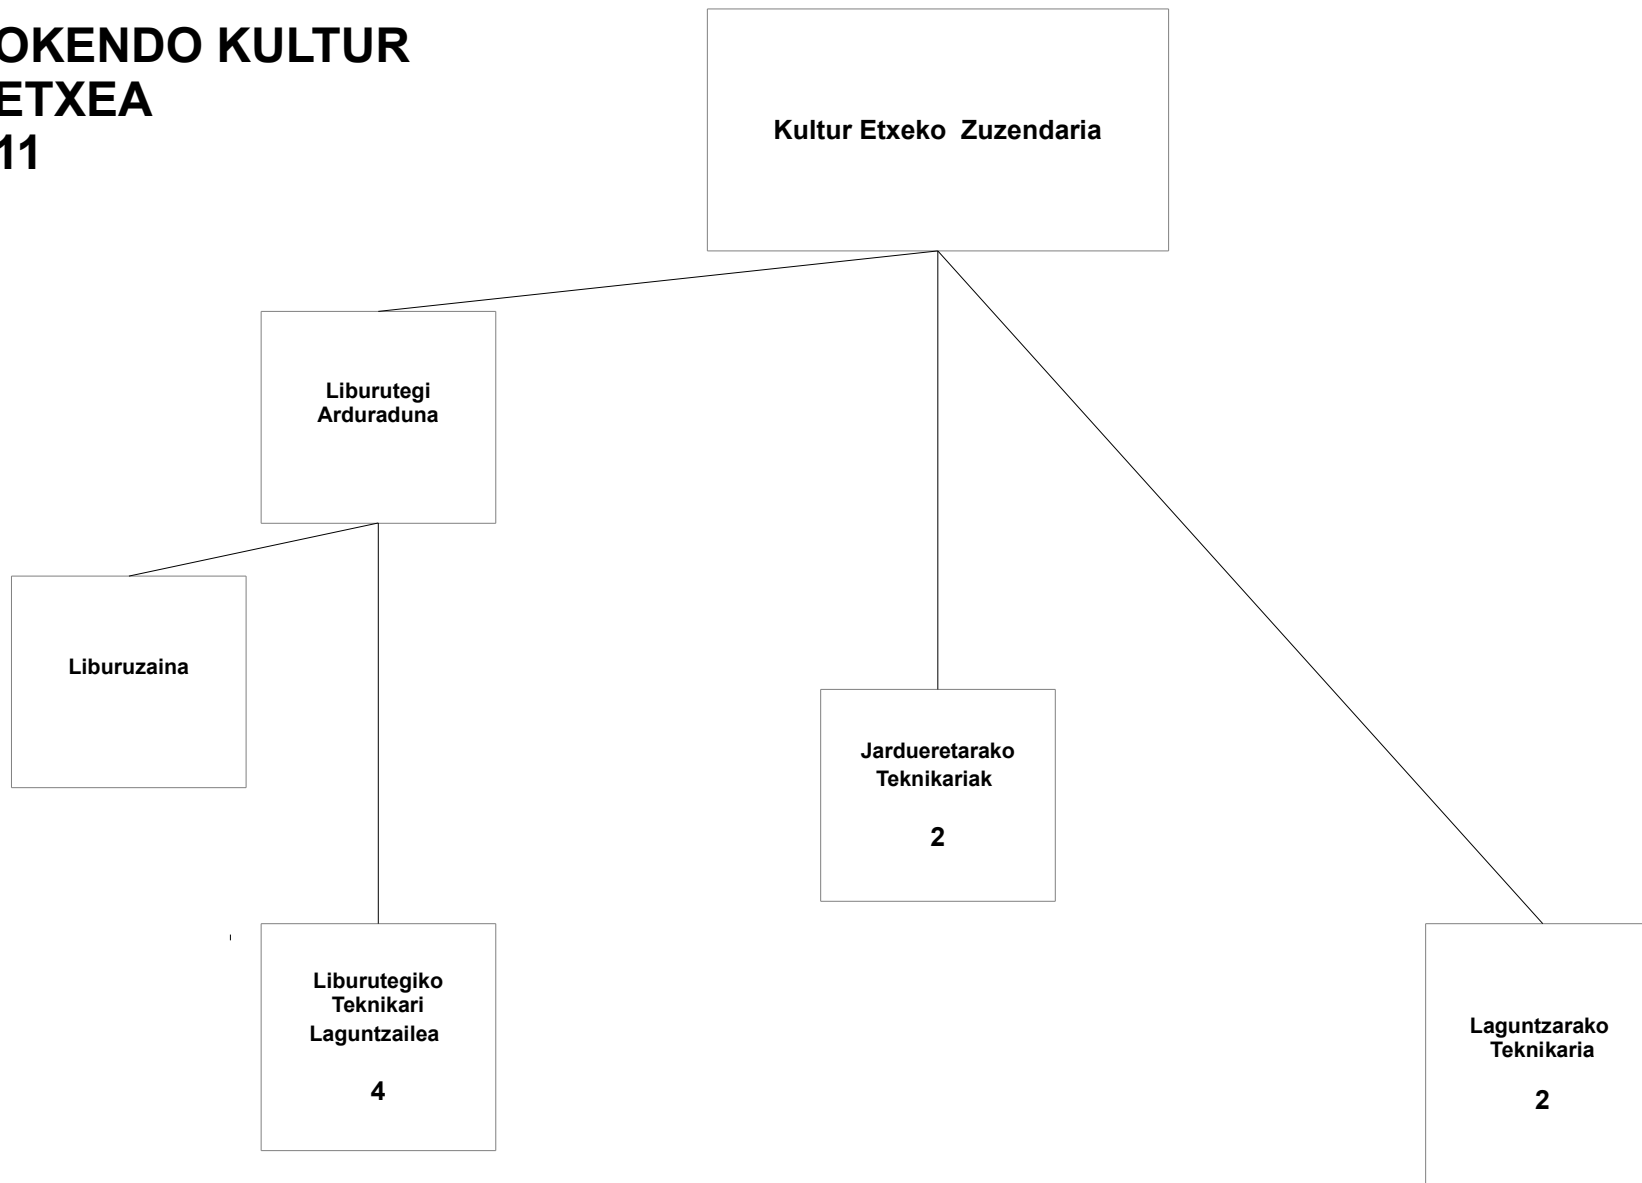 OKENDO KULTUR
ETXEA
11
Kultur Etxeko Zuzendaria
Liburutegi
Arduraduna
Liburuzaina
Jardueretarako
Teknikariak
2
Liburutegiko
Teknikari
Laguntzailea
4
Laguntzarako
Teknikaria
2